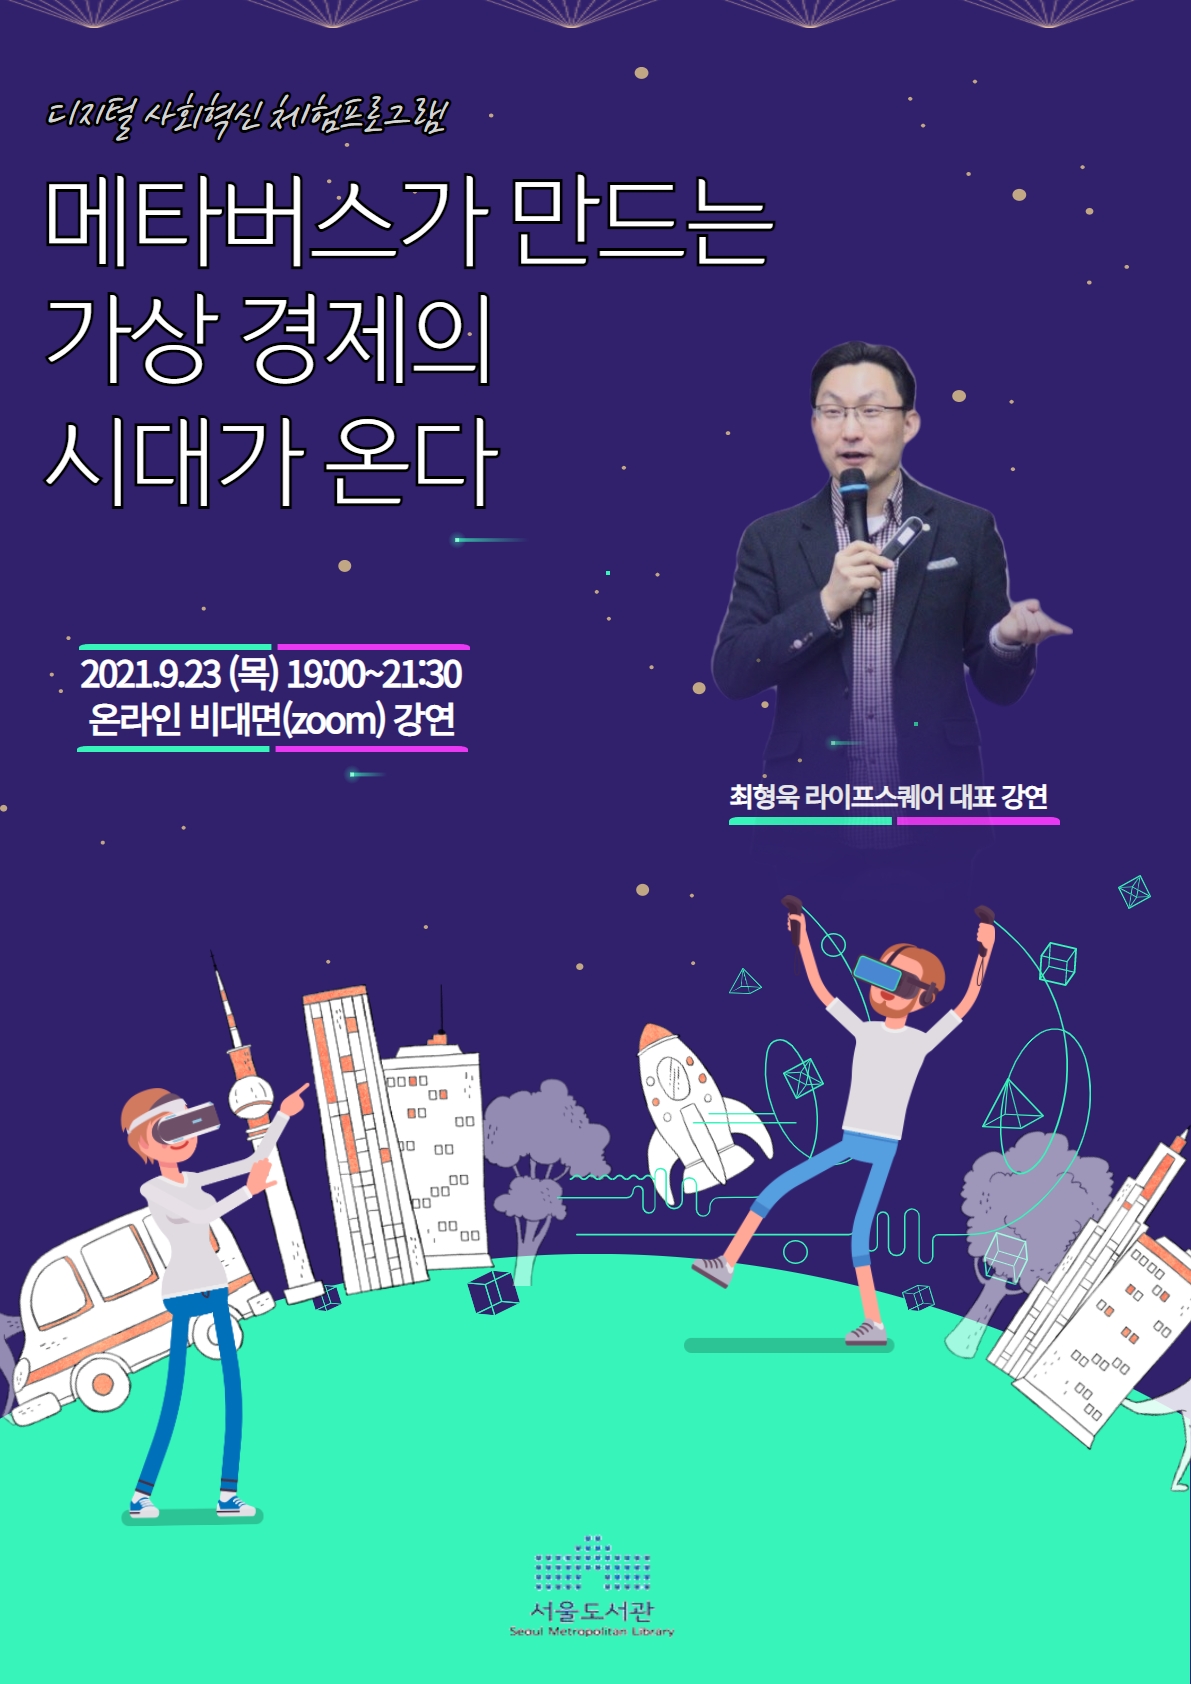 디지털 사회혁신 체험프로그램
메타버스가 만드는
가상 경제의
시대가 온다
2021.9.23 (목) 19:00~21:30
온라인 비대면(zoom) 강연
최형욱 라이프스퀘어 대표 강연
서울도서관
Seoul Metropolitan Library